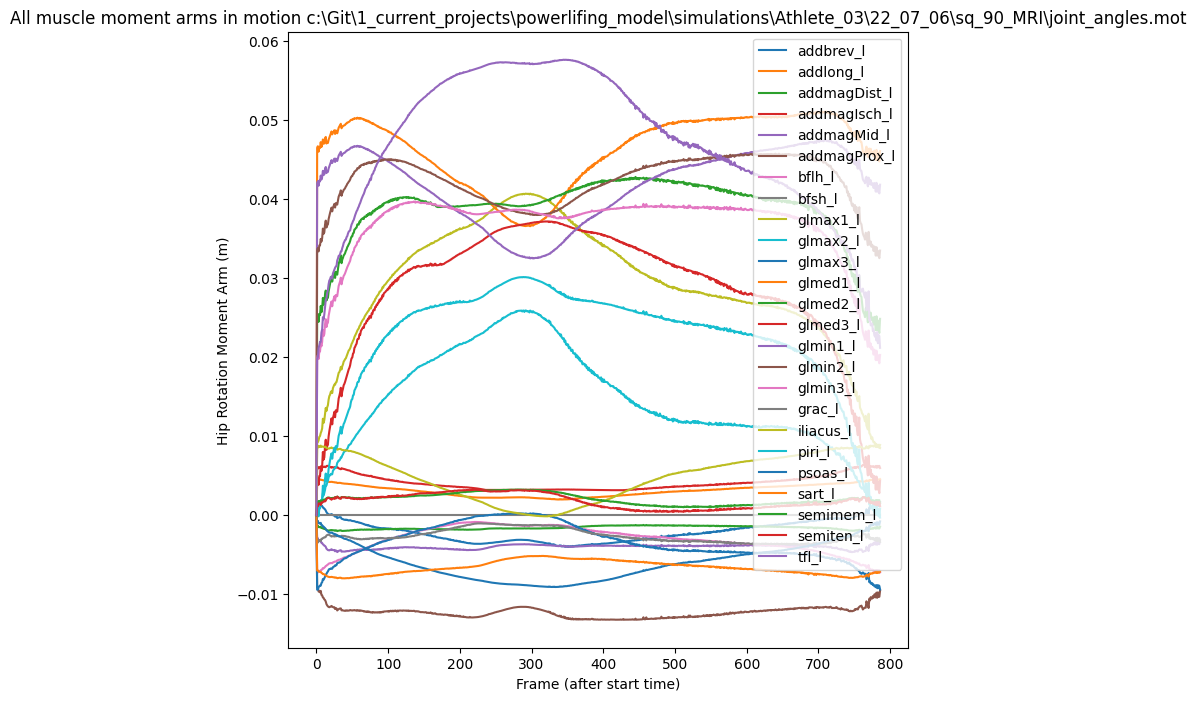 All muscle moment arms in motion c:\Git\1_current_projects\powerlifing_model\simulations\Athlete_03\22_07_06\sq_90_MRI\joint_angles.mot
0.06
0.05
0.04
0.03
0.02
0.01
0.00
−0.01
Hip Rotation Moment Arm (m)
addbrev_l
addlong_l
addmagDist_l
addmagIsch_l
addmagMid_l
addmagProx_l
bflh_l
bfsh_l
glmax1_l
glmax2_l
glmax3_l
glmed1_l
glmed2_l
glmed3_l
glmin1_l
glmin2_l
glmin3_l
grac_l
iliacus_l
piri_l
psoas_l
sart_l
semimem_l
semiten_l
tfl_l
0 100 200 300 400 500 600 700 800
Frame (after start time)